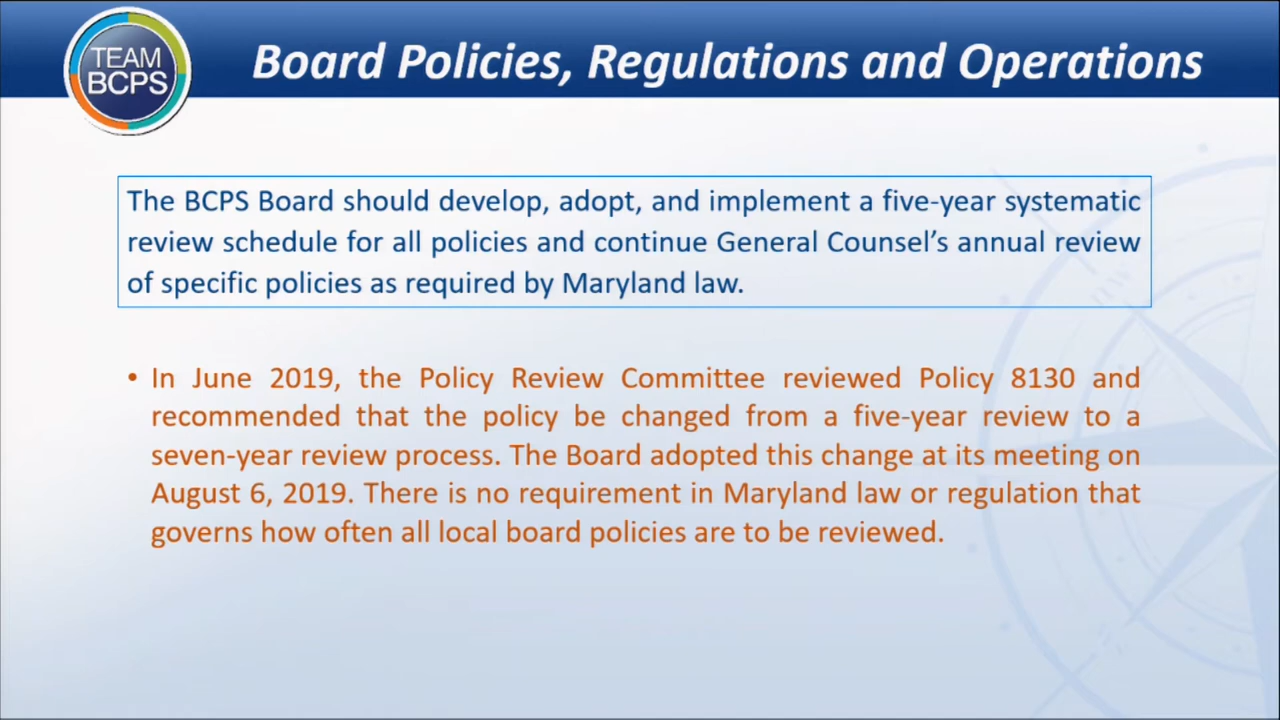 TEAM
BCPS
Board Policies, Regulations and Operations
The BCPS Board should develop, adopt, and implement a five-year systematic
review schedule for all policies and continue General Counsel’s annual review
of specific policies as required by Maryland law.
• In June 2019, the Policy Review Committee reviewed Policy 8130 and
recommended that the policy be changed from a five-year review to a
seven-year review process. The Board adopted this change at its meeting on
August 6, 2019. There is no requirement in Maryland law or regulation that
governs how often all local board policies are to be reviewed.